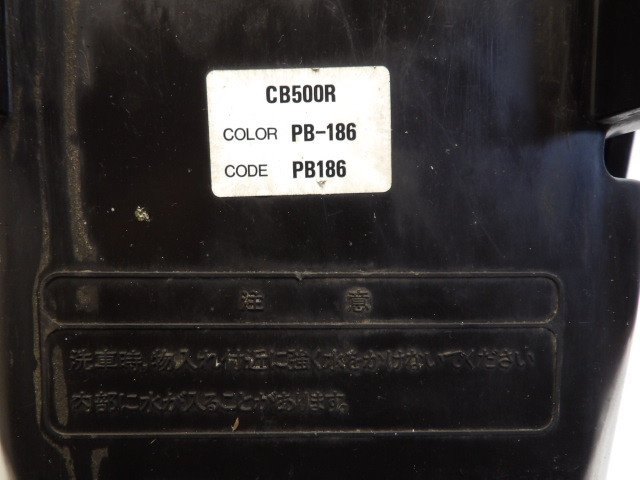 CB500R
COLOR PB-186
CODE PB186
注 意
洗車時、物入れ付近に強く水をかけないでください
内部に水が入ることがあります。